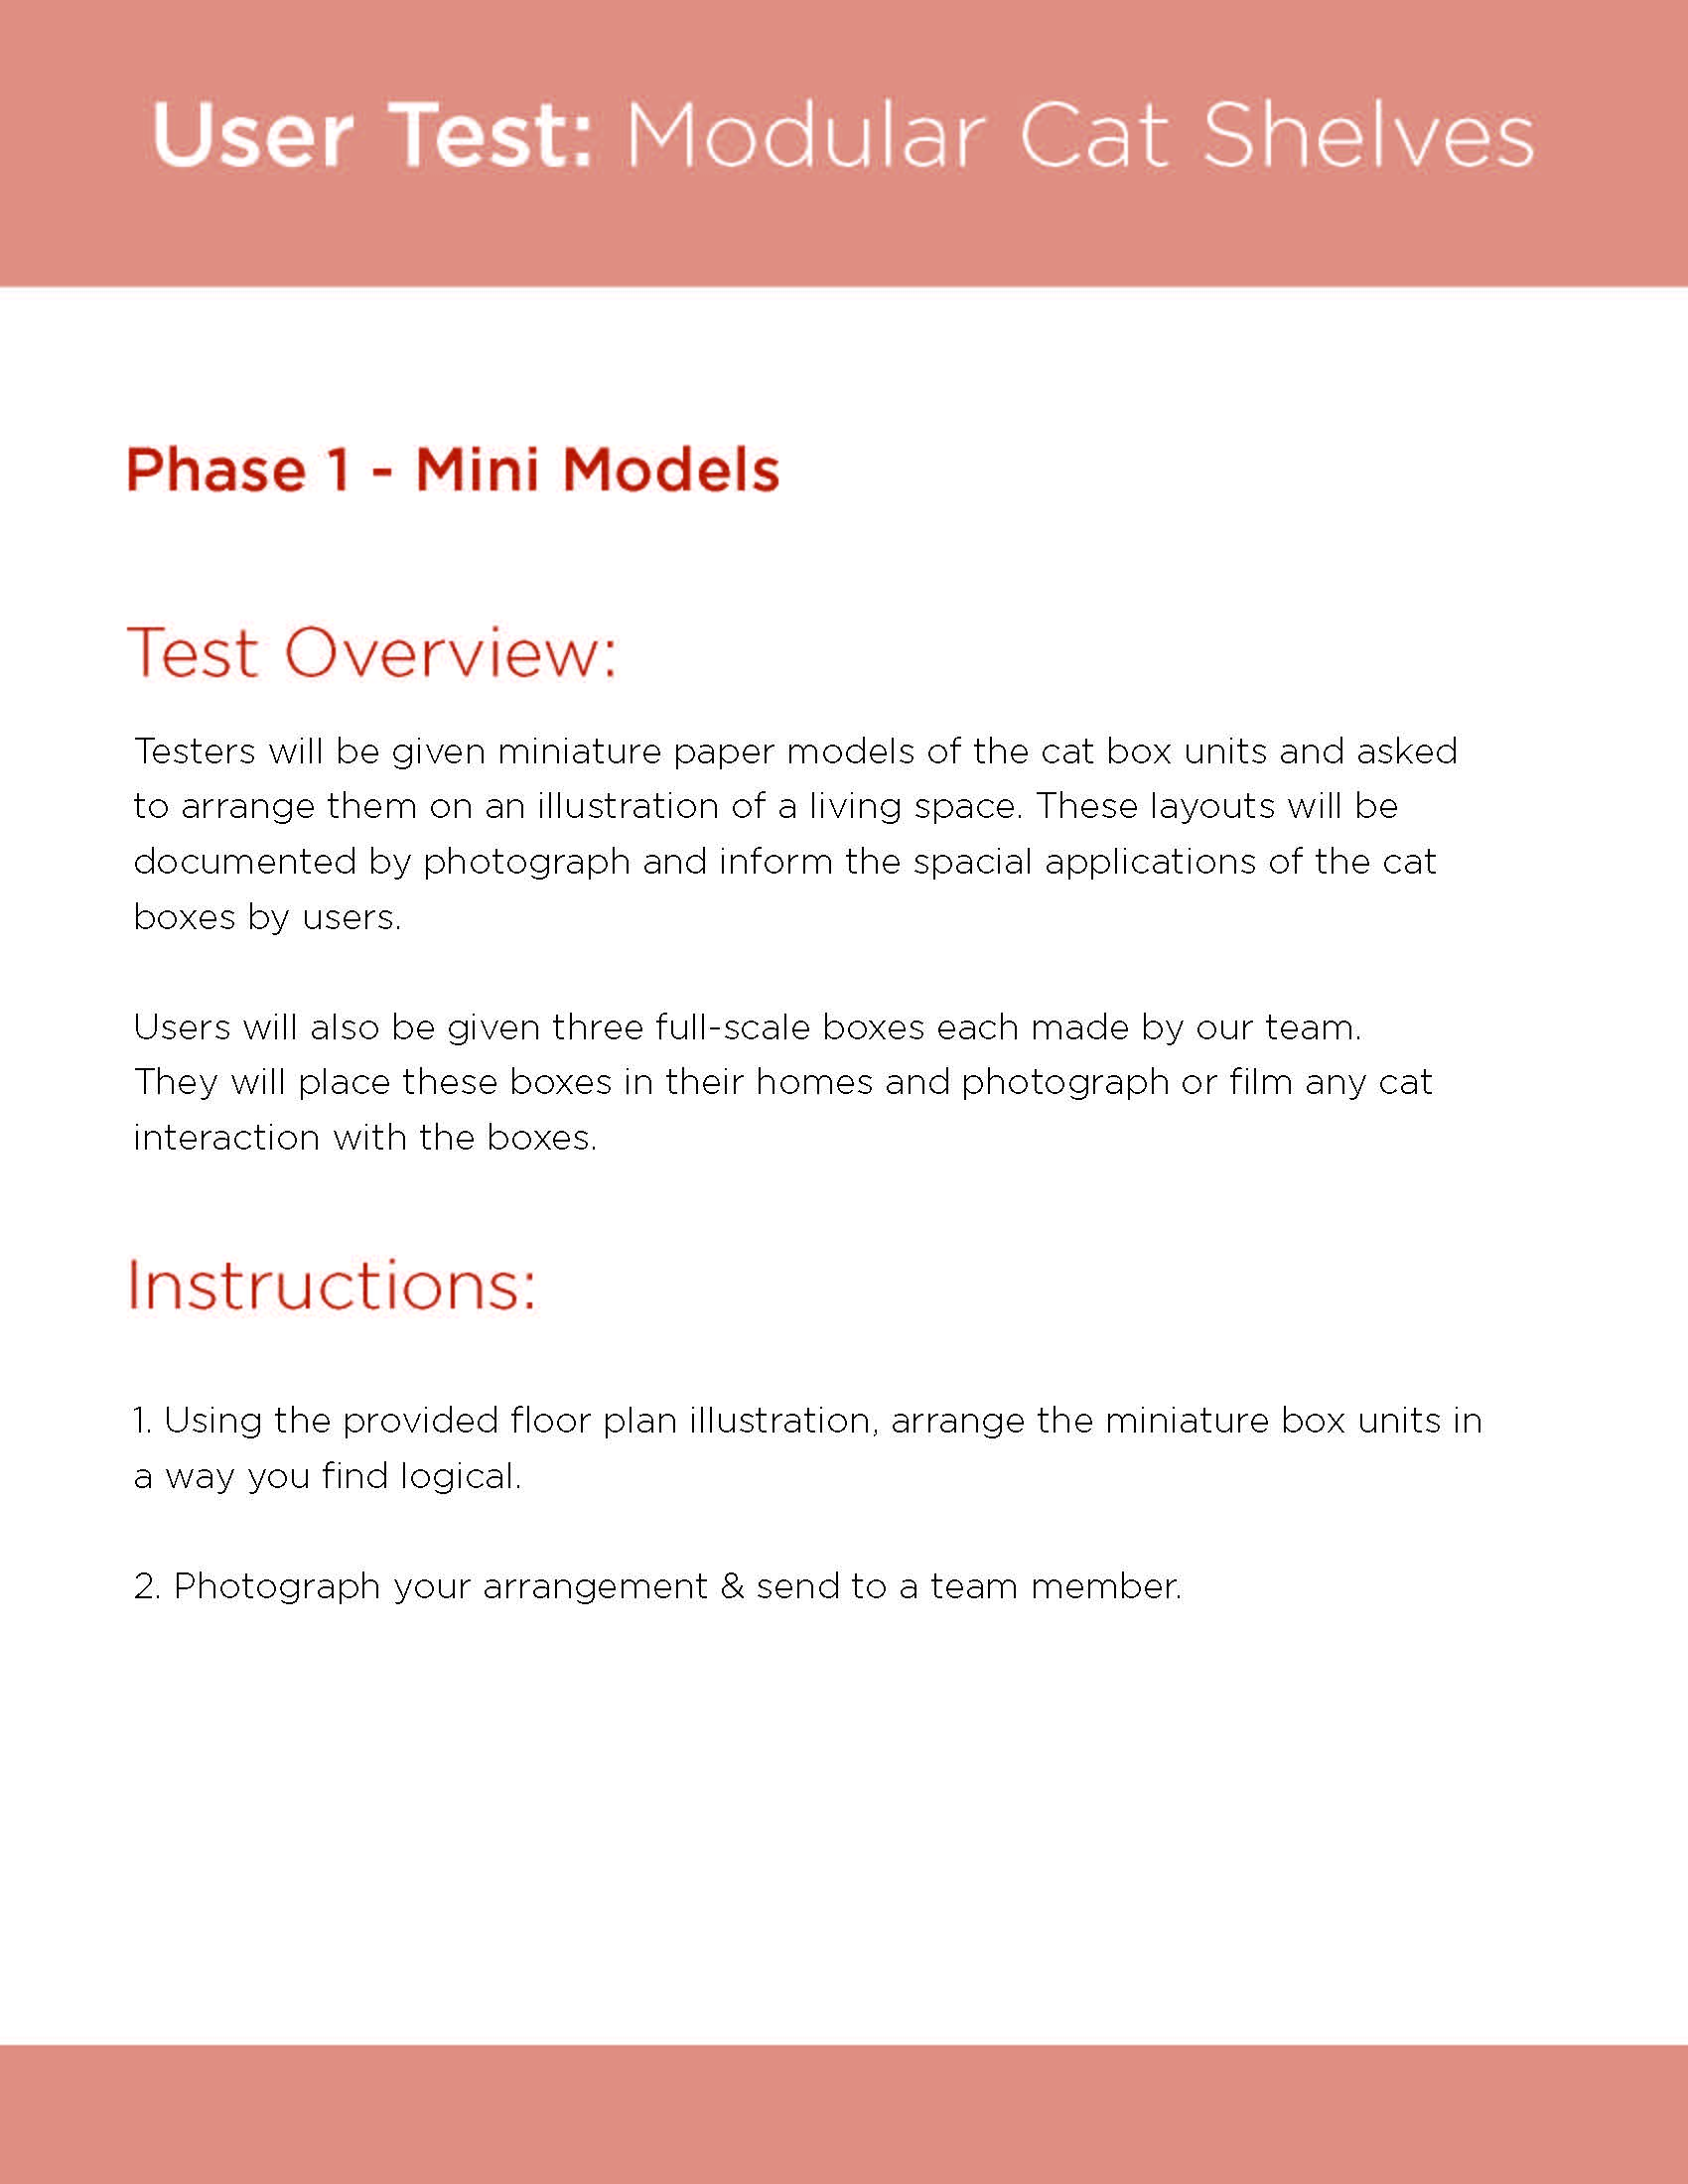 User Test: Modular Cat Shelves
Phase 1 - Mini Models
Test Overview:
Testers will be given miniature paper models of the cat box units and asked
to arrange them on an illustration of a living space. These layouts will be
documented by photograph and inform the spacial applications of the cat
boxes by users.
Users will also be given three full-scale boxes each made by our team.
They will place these boxes in their homes and photograph or film any cat
interaction with the boxes.
Instructions:
1. Using the provided floor plan illustration, arrange the miniature box units in
a way you find logical.
2. Photograph your arrangement & send to a team member.